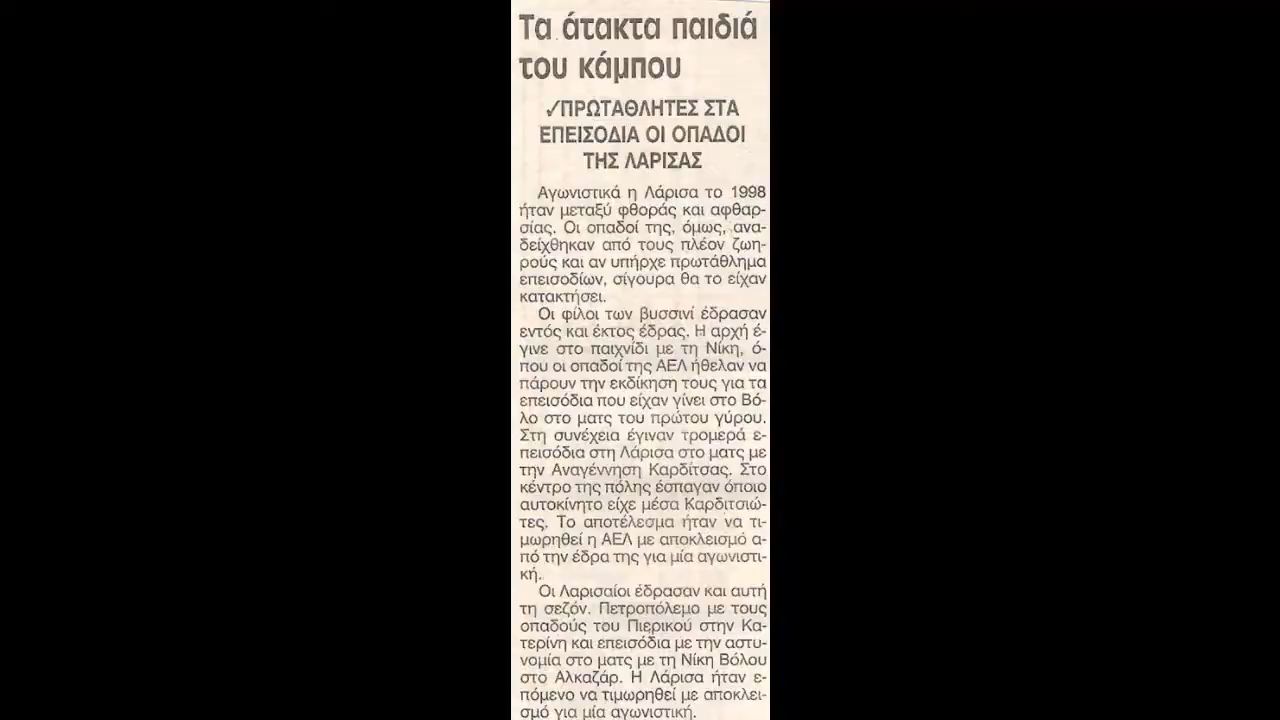 Τα άτακτα παιδιά
του κάμπου
✓ΠΡΩΤΑΘΛΗΤΕΣ ΣΤΑ
ΕΠΕΙΣΟΔΙΑ ΟΙ ΟΠΑΔΟΙ
ΤΗΣ ΛΑΡΙΣΑΣ
Αγωνιστικά η Λάρισα το 1998
ήταν μεταξύ φθοράς και αφθαρ-
σίας. Οι οπαδοί της, όμως, ανα-
δείχθηκαν από τους πλέον ζωη-
ρούς και αν υπήρχε πρωτάθλημα
επεισοδίων, σίγουρα θα το είχαν
κατακτήσει.
Οι φίλοι των βυσσινί έδρασαν
εντός και έκτος έδρας. Η αρχή έ-
γινε στο παιχνίδι με τη Νίκη, ό-
που οι οπαδοί της ΑΕΛ ήθελαν να
πάρουν την εκδίκηση τους για τα
επεισόδια που είχαν γίνει στο Βό-
λο στο ματς του πρώτου γύρου.
Στη συνέχεια έγιναν τρομερά ε-
πεισόδια στη Λάρισα στο ματς με
την Αναγέννηση Καρδίτσας. Στο
κέντρο της πόλης έσπαγαν όποιο
αυτοκίνητο είχε μέσα Καρδιτσιώ-
τες. Το αποτέλεσμα ήταν να τι-
μωρηθεί η ΑΕΛ με αποκλεισμό α-
πό την έδρα της για μία αγωνιστι-
κή.
Οι Λαρισαίοι έδρασαν και αυτή
τη σεζόν. Πετροπόλεμο με τους
οπαδούς του Πιερικού στην Κα-
τερίνη και επεισόδια με την αστυ-
νομία στο ματς με τη Νίκη Βόλου
στο Αλκαζάρ. Η Λάρισα ήταν ε-
πόμενο να τιμωρηθεί με αποκλει-
σμό για μία αγωνιστική.